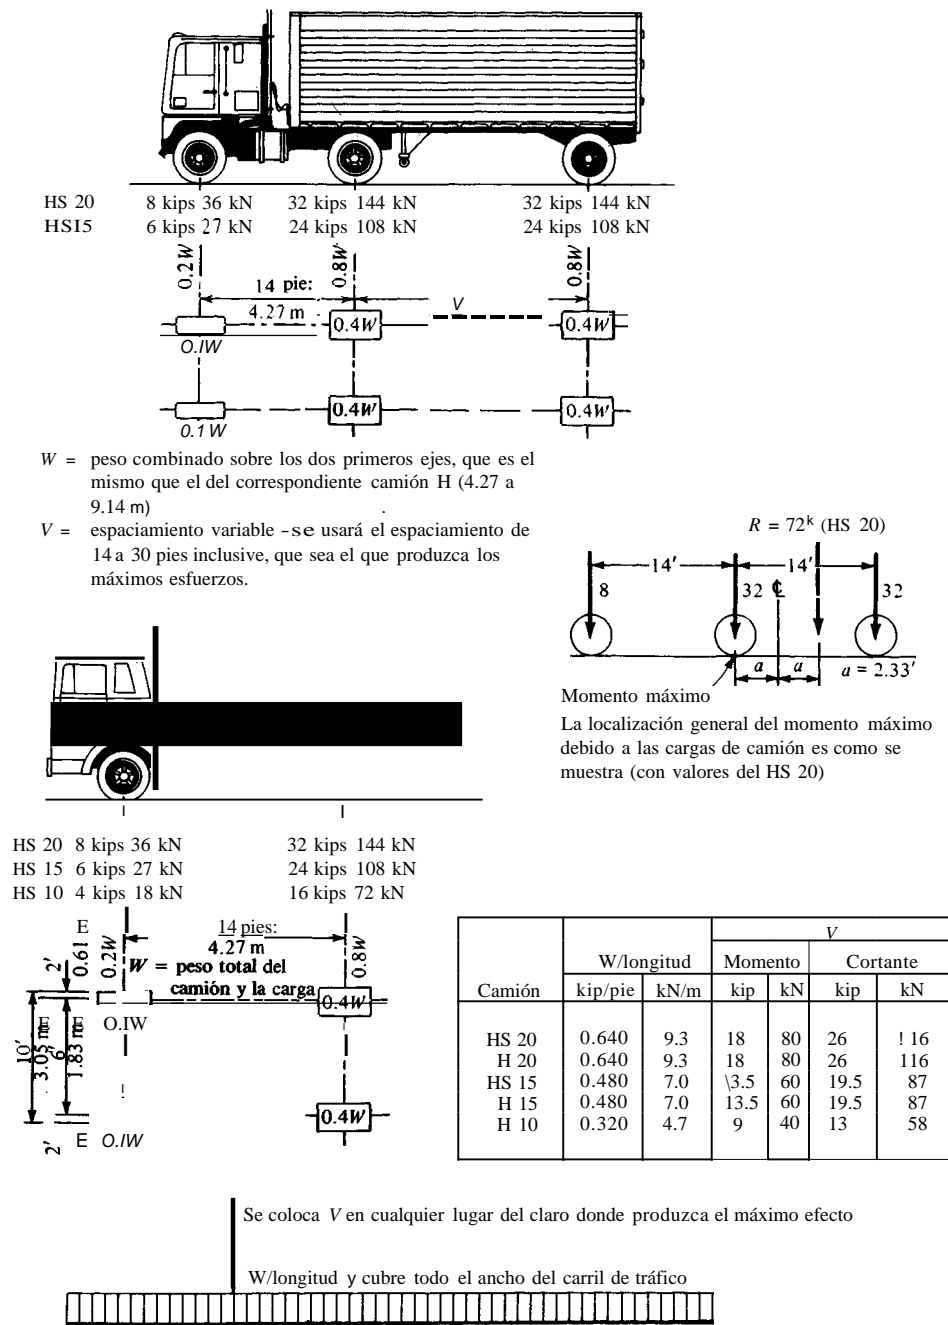 HS 20 8 kips 36 kN 32 kips 144 kN 32 kips 144 kN
HSI5 6 kips 27 kN 24 kips 108 kN 24 kips 108 kN
0.2W 0.8W 0.8W
14 pie:
4.27 m
V
0.4W 0.4W
O.IW
0.4W 0.4W
0.1W
W = peso combinado sobre los dos primeros ejes, que es el
mismo que el del correspondiente camión H (4.27 a
9.14 m)
V = espaciamiento variable -se usará el espaciamiento de
14 a 30 pies inclusive, que sea el que produzca los
máximos esfuerzos.
R = 72k (HS 20)
14' 14'
8 32 ℄ 32
a a a = 2.33'
Momento máximo
La localización general del momento máximo
debido a las cargas de camión es como se
muestra (con valores del HS 20)
HS 20 8 kips 36 kN 32 kips 144 kN
HS 15 6 kips 27 kN 24 kips 108 kN
HS 10 4 kips 18 kN 16 kips 72 kN
E 14 pies:
4.27 m
2' 0.61 0.2W 0.8W
W = peso total del
camión y la carga
0.4W
E E O.IW
10' 3.05 m 6' 1.83 m
!
0.4W
2' E O.IW
V
W/longitud Momento Cortante
Camión kip/pie kN/m kip kN kip kN
HS 20 0.640 9.3 18 80 26 ! 16
H 20 0.640 9.3 18 80 26 116
HS 15 0.480 7.0 \3.5 60 19.5 87
H 15 0.480 7.0 13.5 60 19.5 87
H 10 0.320 4.7 9 40 13 58
Se coloca V en cualquier lugar del claro donde produzca el máximo efecto
W/longitud y cubre todo el ancho del carril de tráfico